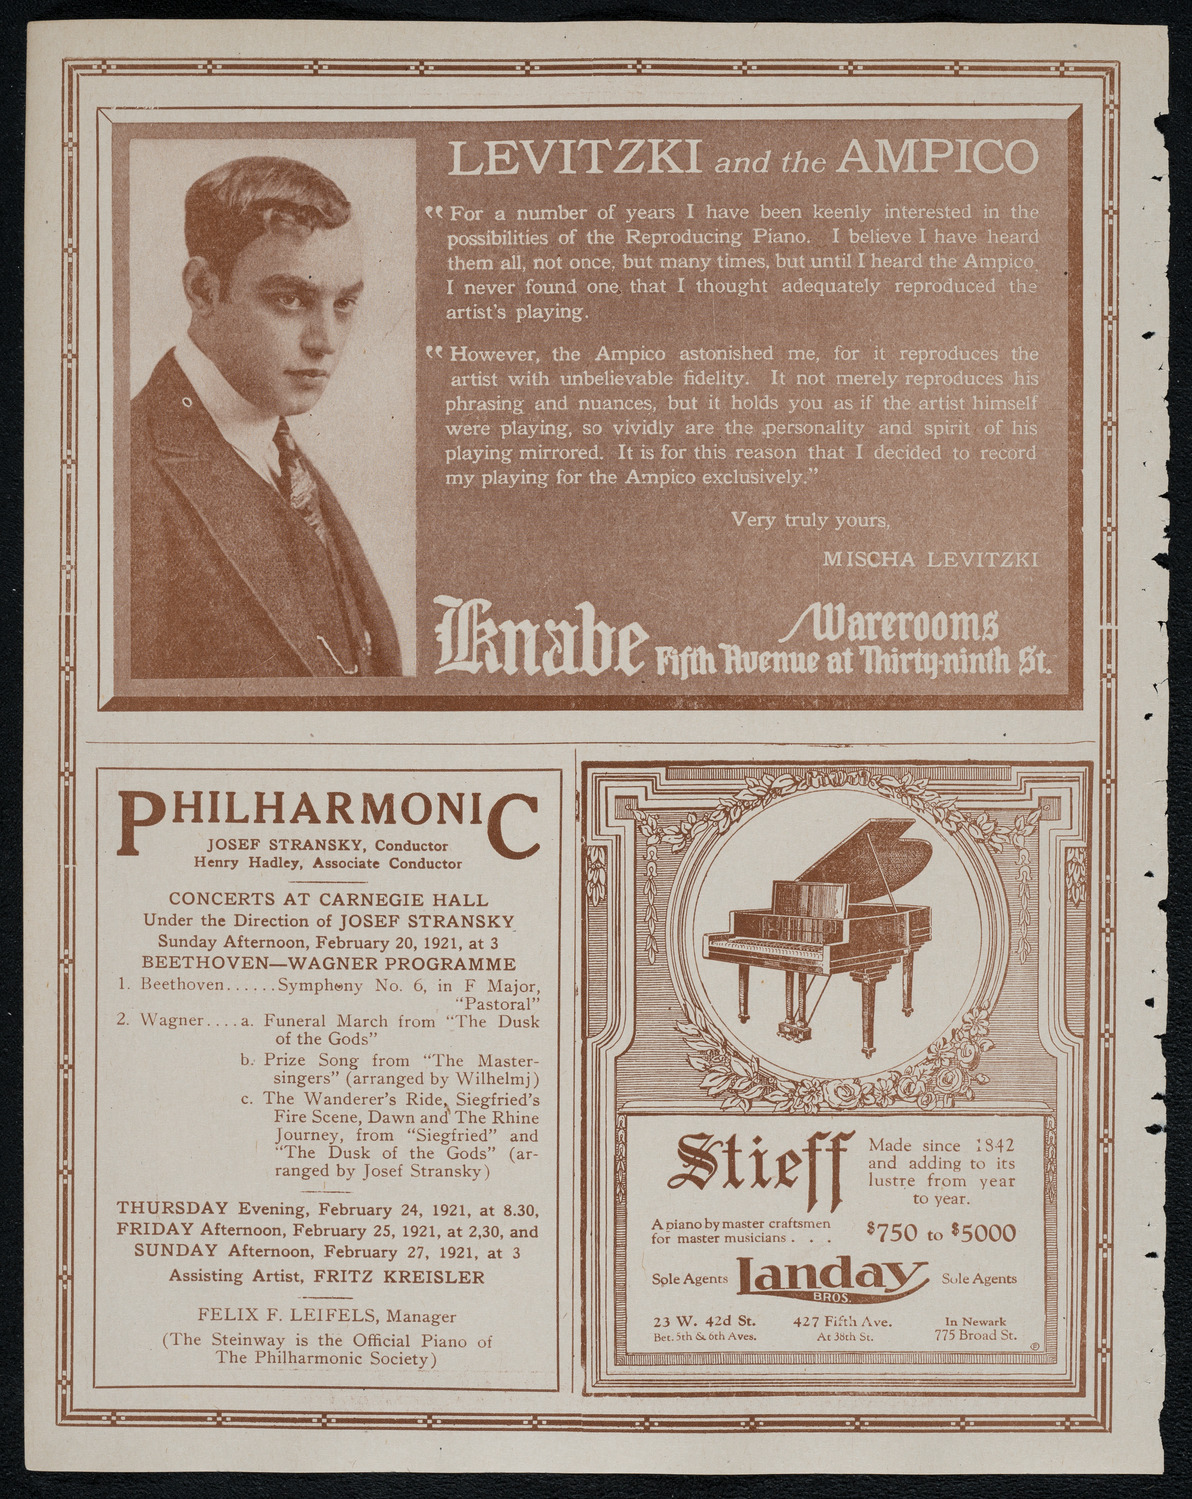 LEVITZKI and the AMPICO
“ For a number of years I have been keenly interested in the
possibilities of the Reproducing Piano. I believe I have heard
them all, not once, but many times, but until I heard the Ampico,
I never found one that I thought adequately reproduced the
artist's playing.
“ However, the Ampico astonished me, for it reproduces the
artist with unbelievable fidelity. It not merely reproduces his
phrasing and nuances, but it holds you as if the artist himself
were playing, so vividly are the personality and spirit of his
playing mirrored. It is for this reason that I decided to record
my playing for the Ampico exclusively.”
Very truly yours,
MISCHA LEVITZKI
Knabe Warerooms
Fifth Avenue at Thirty-ninth St.
PHILHARMONIC
JOSEF STRANSKY, Conductor
Henry Hadley, Associate Conductor
CONCERTS AT CARNEGIE HALL
Under the Direction of JOSEF STRANSKY
Sunday Afternoon, February 20, 1921, at 3
BEETHOVEN—WAGNER PROGRAMME
1. Beethoven......Symphony No. 6, in F Major,
“Pastoral”
2. Wagner....a. Funeral March from “The Dusk
of the Gods”
b. Prize Song from “The Master-
singers” (arranged by Wilhelmj)
c. The Wanderer's Ride, Siegfried's
Fire Scene, Dawn and The Rhine
Journey, from “Siegfried” and
“The Dusk of the Gods” (ar-
ranged by Josef Stransky)
THURSDAY Evening, February 24, 1921, at 8.30,
FRIDAY Afternoon, February 25, 1921, at 2,30, and
SUNDAY Afternoon, February 27, 1921, at 3
Assisting Artist, FRITZ KREISLER
FELIX F. LEIFELS, Manager
(The Steinway is the Official Piano of
The Philharmonic Society)
Stieff
Made since 1842
and adding to its
lustre from year
to year.
A piano by master craftsmen
for master musicians . . .
$750 to $5000
Sole Agents Landay Sole Agents
BROS.
23 W. 42d St.
Bet. 5th & 6th Aves.
427 Fifth Ave.
At 38th St.
In Newark
775 Broad St.
P